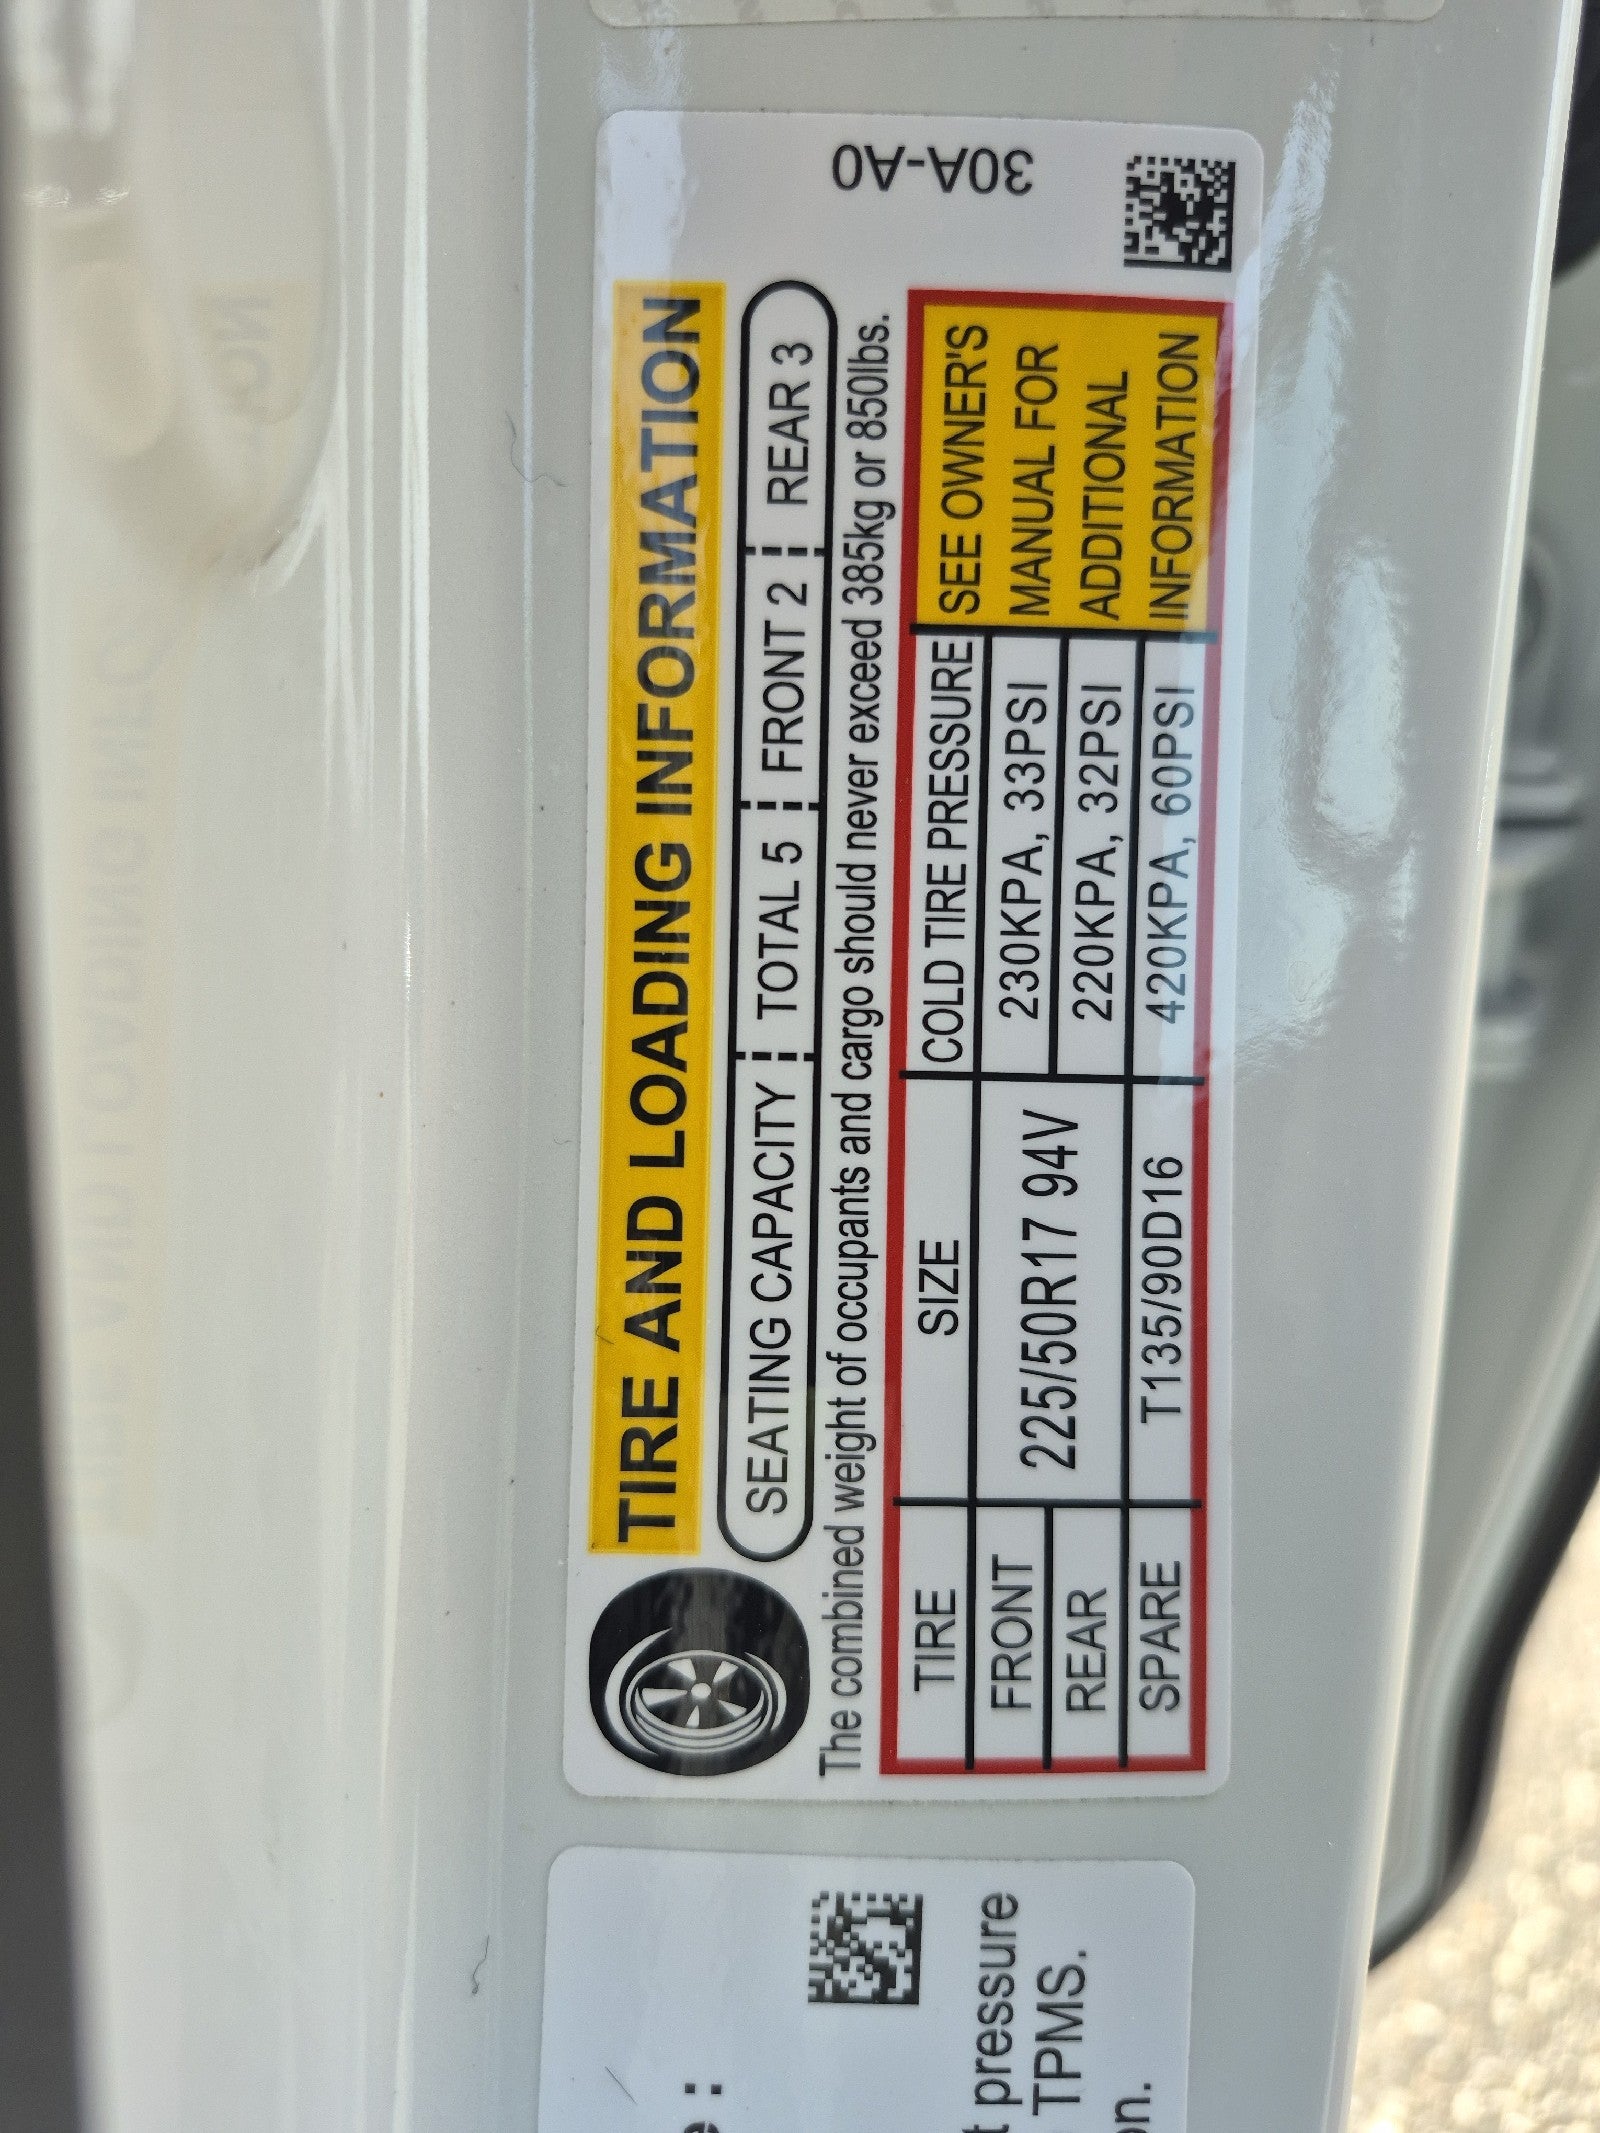 TIRE AND LOADING INFORMATION
SEATING CAPACITY TOTAL 5 FRONT 2 REAR 3
The combined weight of occupants and cargo should never exceed 385kg or 850lbs.
TIRE SIZE COLD TIRE PRESSURE
FRONT 225/50R17 94V 230KPA, 33PSI
REAR 220KPA, 32PSI
SPARE T135/90D16 420KPA, 60PSI
SEE OWNER'S
MANUAL FOR
ADDITIONAL
INFORMATION
30A-A0
pressure
TPMS.